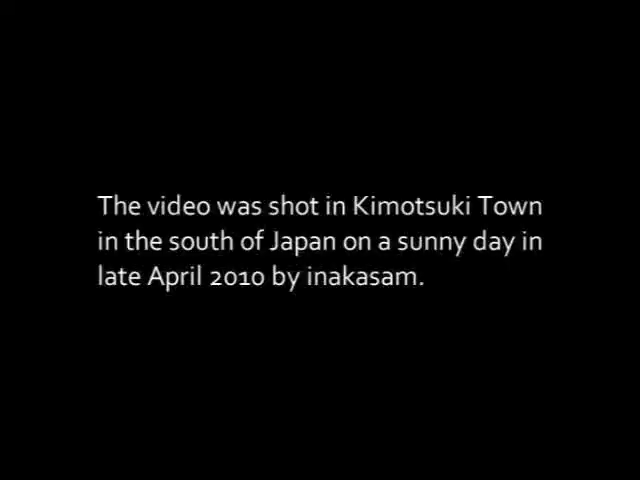 The video was shot in Kimotsuki Town
in the south of Japan on a sunny day in
late April 2010 by inakasam.